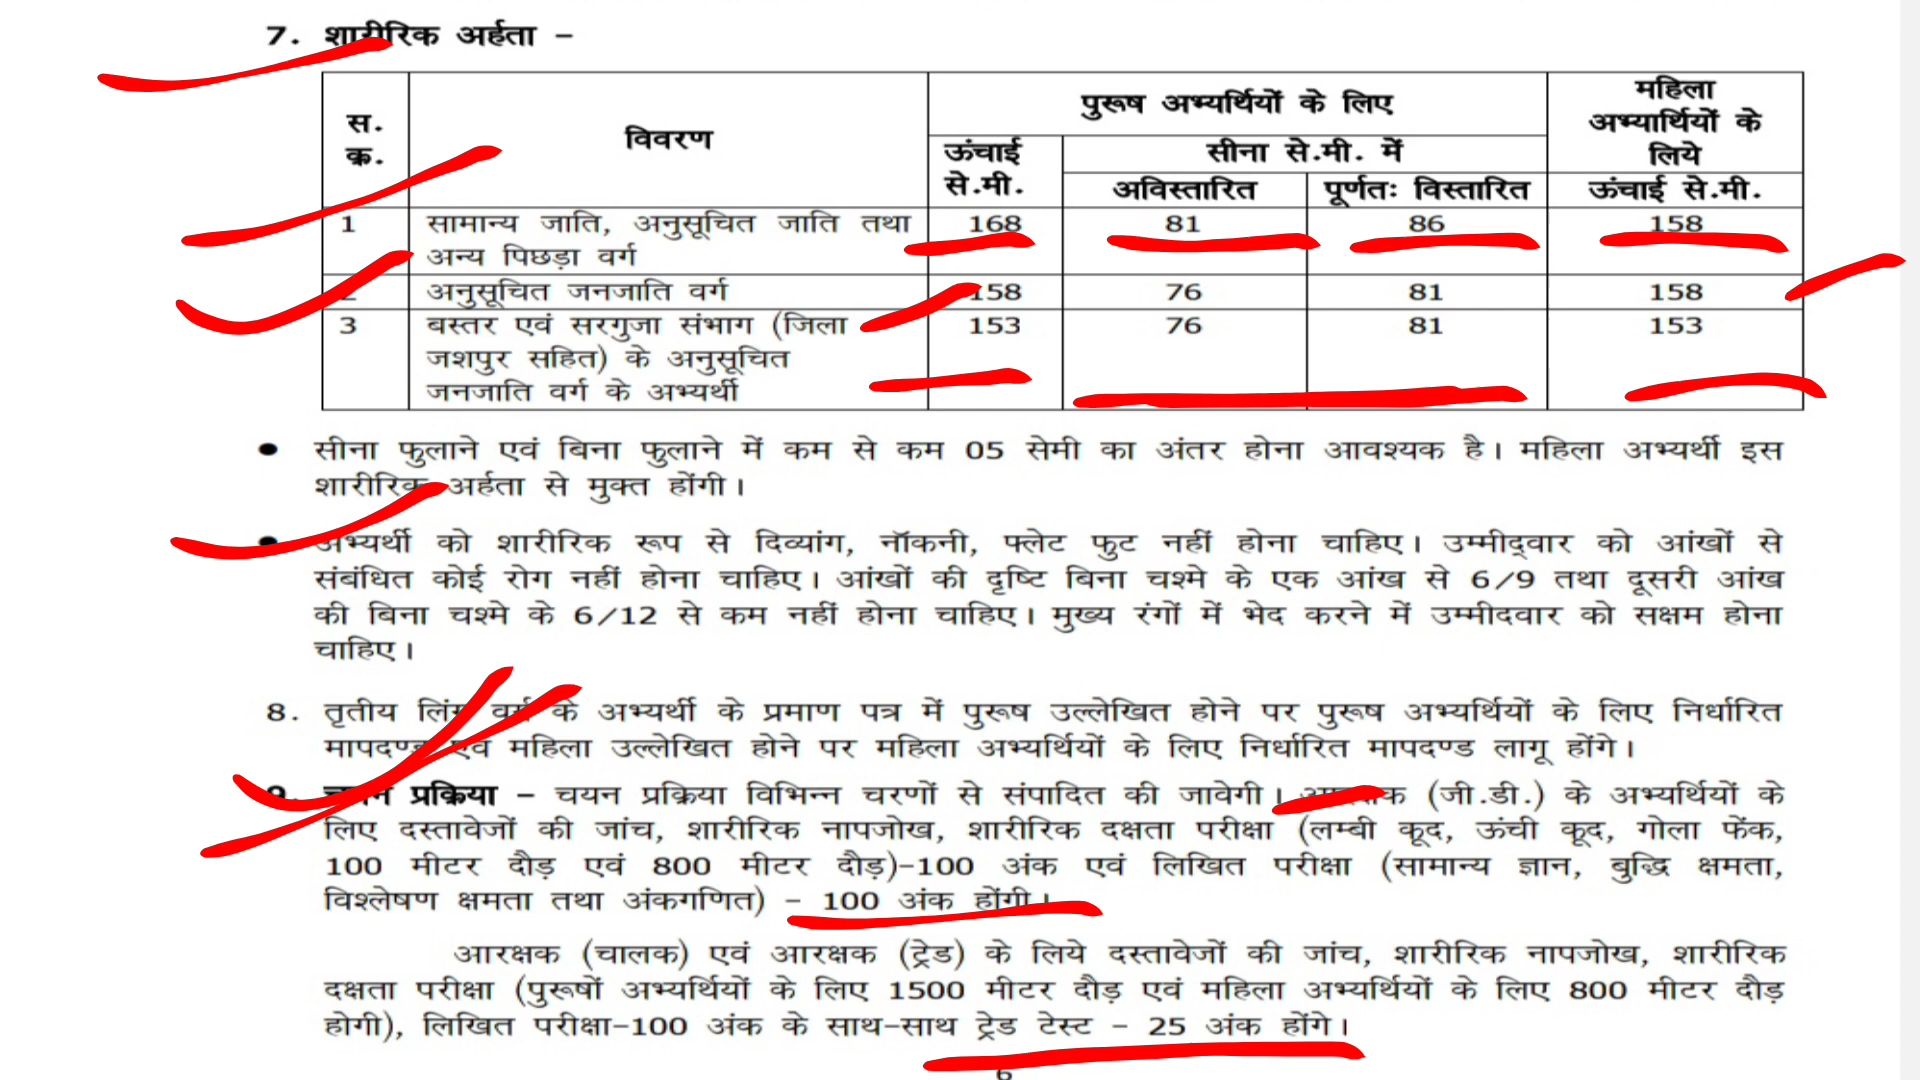 7. शारीरिक अर्हता –
स. क्र. विवरण पुरूष अभ्यर्थियों के लिए महिला अभ्यार्थियों के लिये
ऊंचाई से.मी. सीना से.मी. में
अविस्तारित पूर्णतः विस्तारित ऊंचाई से.मी.
1 सामान्य जाति, अनुसूचित जाति तथा 168 81 86 158
अन्य पिछड़ा वर्ग
2 अनुसूचित जनजाति वर्ग 158 76 81 158
3 बस्तर एवं सरगुजा संभाग (जिला 153 76 81 153
जशपुर सहित) के अनुसूचित
जनजाति वर्ग के अभ्यर्थी
• सीना फुलाने एवं बिना फुलाने में कम से कम 05 सेमी का अंतर होना आवश्यक है। महिला अभ्यर्थी इस
शारीरिक अर्हता से मुक्त होंगी।
• अभ्यर्थी को शारीरिक रूप से दिव्यांग, नॉकनी, फ्लेट फुट नहीं होना चाहिए। उम्मीद्वार को आंखों से
संबंधित कोई रोग नहीं होना चाहिए। आंखों की दृष्टि बिना चश्मे के एक आंख से 6/9 तथा दूसरी आंख
की बिना चश्मे के 6/12 से कम नहीं होना चाहिए। मुख्य रंगों में भेद करने में उम्मीदवार को सक्षम होना
चाहिए।
8. तृतीय लिंग वर्ग के अभ्यर्थी के प्रमाण पत्र में पुरूष उल्लेखित होने पर पुरूष अभ्यर्थियों के लिए निर्धारित
मापदण्ड एवं महिला उल्लेखित होने पर महिला अभ्यर्थियों के लिए निर्धारित मापदण्ड लागू होंगे।
9. चयन प्रक्रिया – चयन प्रक्रिया विभिन्न चरणों से संपादित की जावेगी। आरक्षक (जी.डी.) के अभ्यर्थियों के
लिए दस्तावेजों की जांच, शारीरिक नापजोख, शारीरिक दक्षता परीक्षा (लम्बी कूद, ऊंची कूद, गोला फेंक,
100 मीटर दौड़ एवं 800 मीटर दौड़)–100 अंक एवं लिखित परीक्षा (सामान्य ज्ञान, बुद्धि क्षमता,
विश्लेषण क्षमता तथा अंकगणित) – 100 अंक होंगी।
आरक्षक (चालक) एवं आरक्षक (ट्रेड) के लिये दस्तावेजों की जांच, शारीरिक नापजोख, शारीरिक
दक्षता परीक्षा (पुरूषों अभ्यर्थियों के लिए 1500 मीटर दौड़ एवं महिला अभ्यर्थियों के लिए 800 मीटर दौड़
होगी), लिखित परीक्षा–100 अंक के साथ–साथ ट्रेड टेस्ट – 25 अंक होंगे।
6